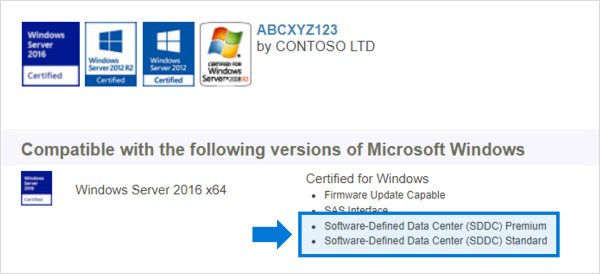 Windows
Server
2016
Certified
Windows
Server 2012 R2
Certified
Windows
Server 2012
Certified
CERTIFIED FOR
Windows
Server 2008 R2
ABCXYZ123
by CONTOSO LTD
Compatible with the following versions of Microsoft Windows
Windows
Server
2016
Certified
Windows Server 2016 x64
Certified for Windows
Firmware Update Capable
SAS Interface
Software-Defined Data Center (SDDC) Premium
Software-Defined Data Center (SDDC) Standard